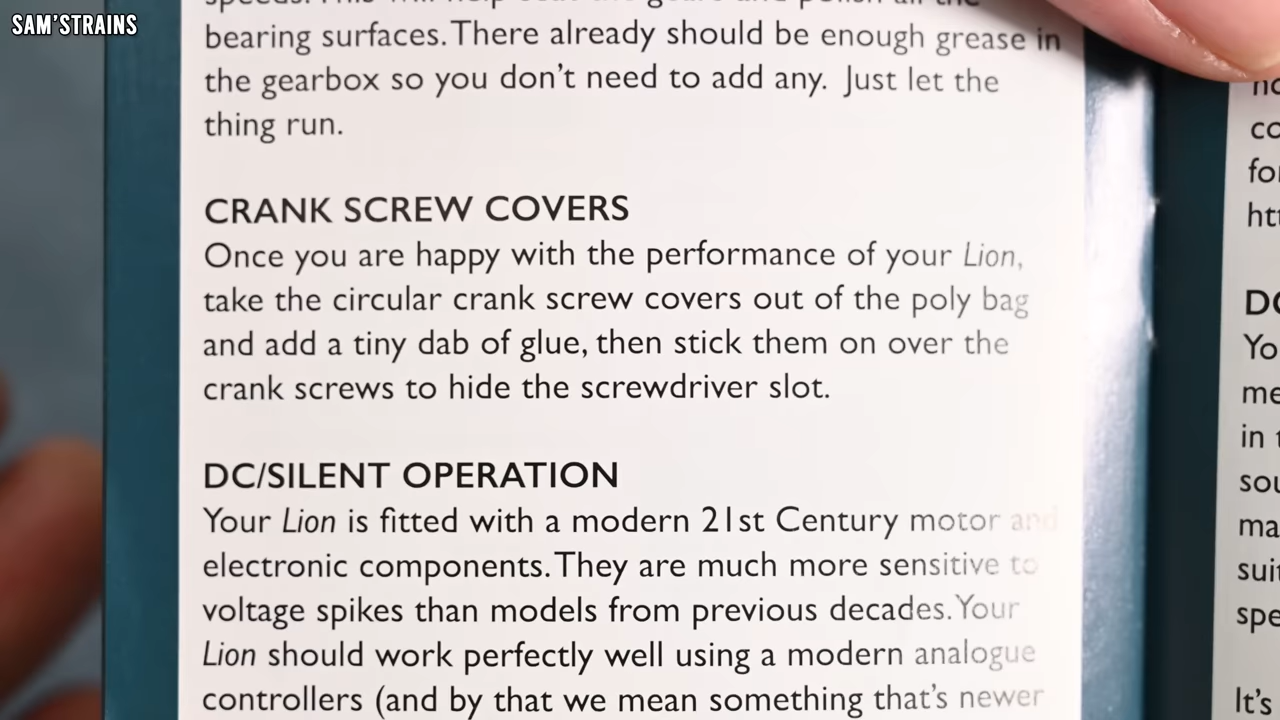 SAM'STRAINS
bearing surfaces. There already should be enough grease in
the gearbox so you don't need to add any. Just let the
thing run.
CRANK SCREW COVERS
Once you are happy with the performance of your Lion,
take the circular crank screw covers out of the poly bag
and add a tiny dab of glue, then stick them on over the
crank screws to hide the screwdriver slot.
DC/SILENT OPERATION
Your Lion is fitted with a modern 21st Century motor and
electronic components. They are much more sensitive to
voltage spikes than models from previous decades. Your
Lion should work perfectly well using a modern analogue
controllers (and by that we mean something that's newer
in
It's